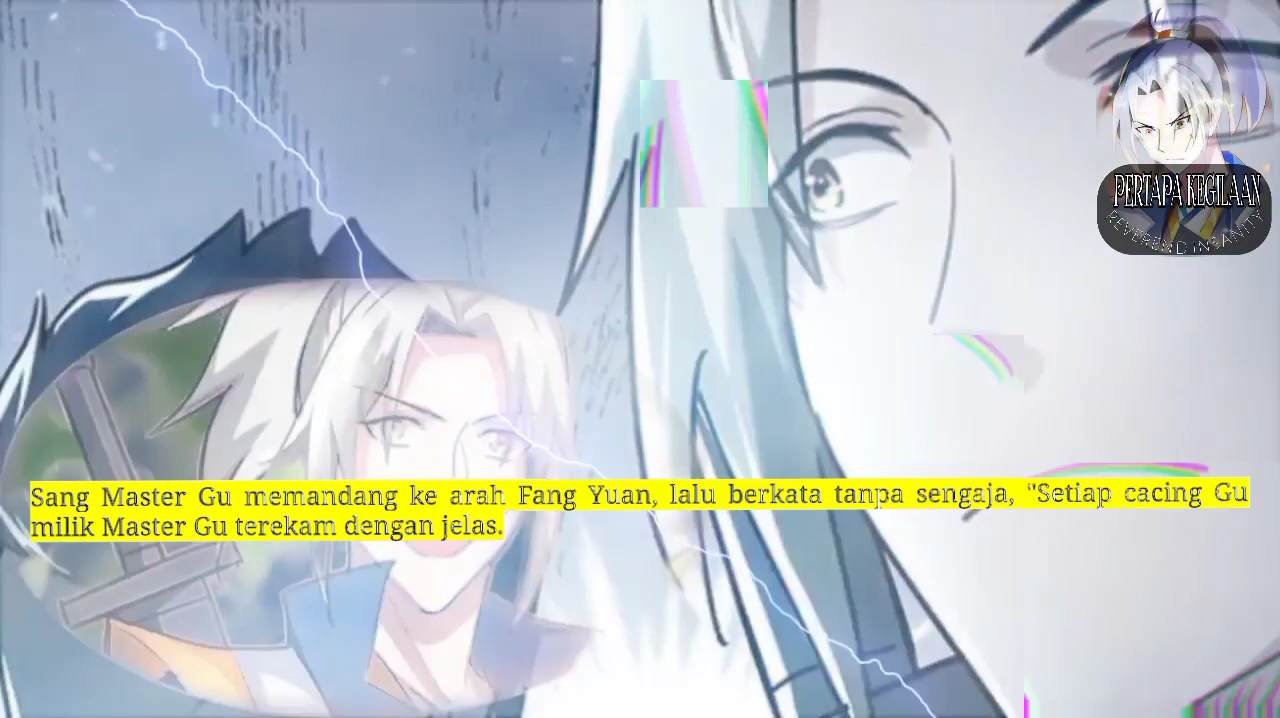 PERTAPA KEGILAAN
REVEREND INSANITY
Sang Master Gu memandang ke arah Fang Yuan, lalu berkata tanpa sengaja, "Setiap cacing Gu
milik Master Gu terekam dengan jelas.